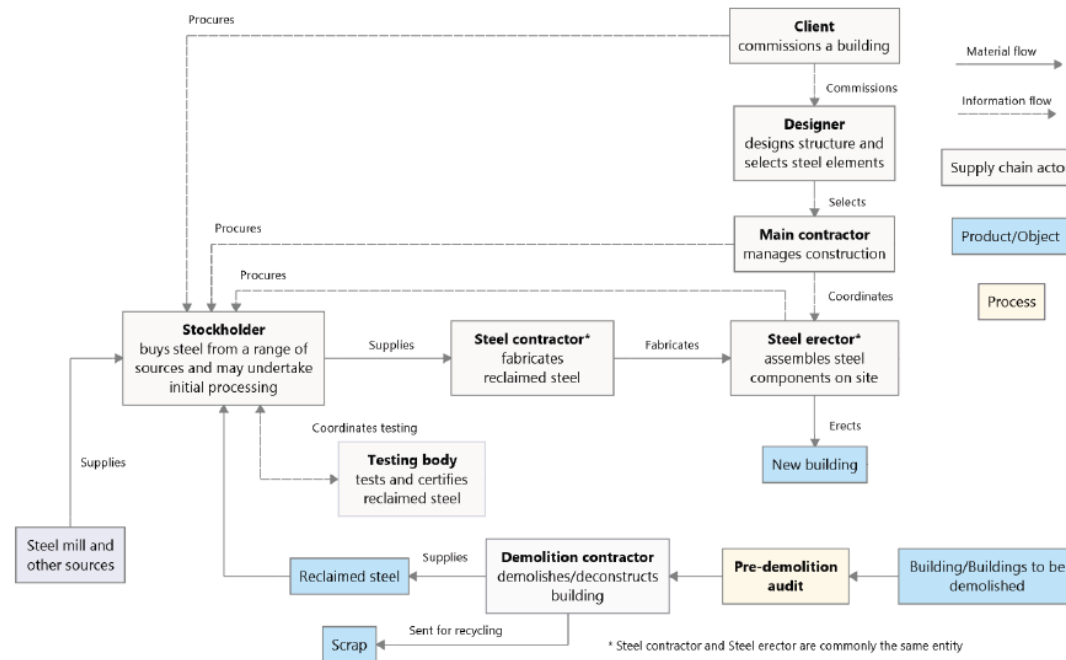 Procures
Client
commissions a building
Material flow
Commissions
Information flow
Designer
designs structure and
selects steel elements
Supply chain acto
Selects
Procures
Main contractor
manages construction
Product/Object
Procures
Coordinates
Process
Stockholder
buys steel from a range of
sources and may undertake
initial processing
Supplies
Steel contractor*
fabricates
reclaimed steel
Fabricates
Steel erector*
assembles steel
components on site
Coordinates testing
Erects
Testing body
tests and certifies
reclaimed steel
New building
Supplies
Steel mill and
other sources
Reclaimed steel
Supplies
Demolition contractor
demolishes/deconstructs
building
Pre-demolition
audit
Building/Buildings to be
demolished
Scrap
Sent for recycling
* Steel contractor and Steel erector are commonly the same entity